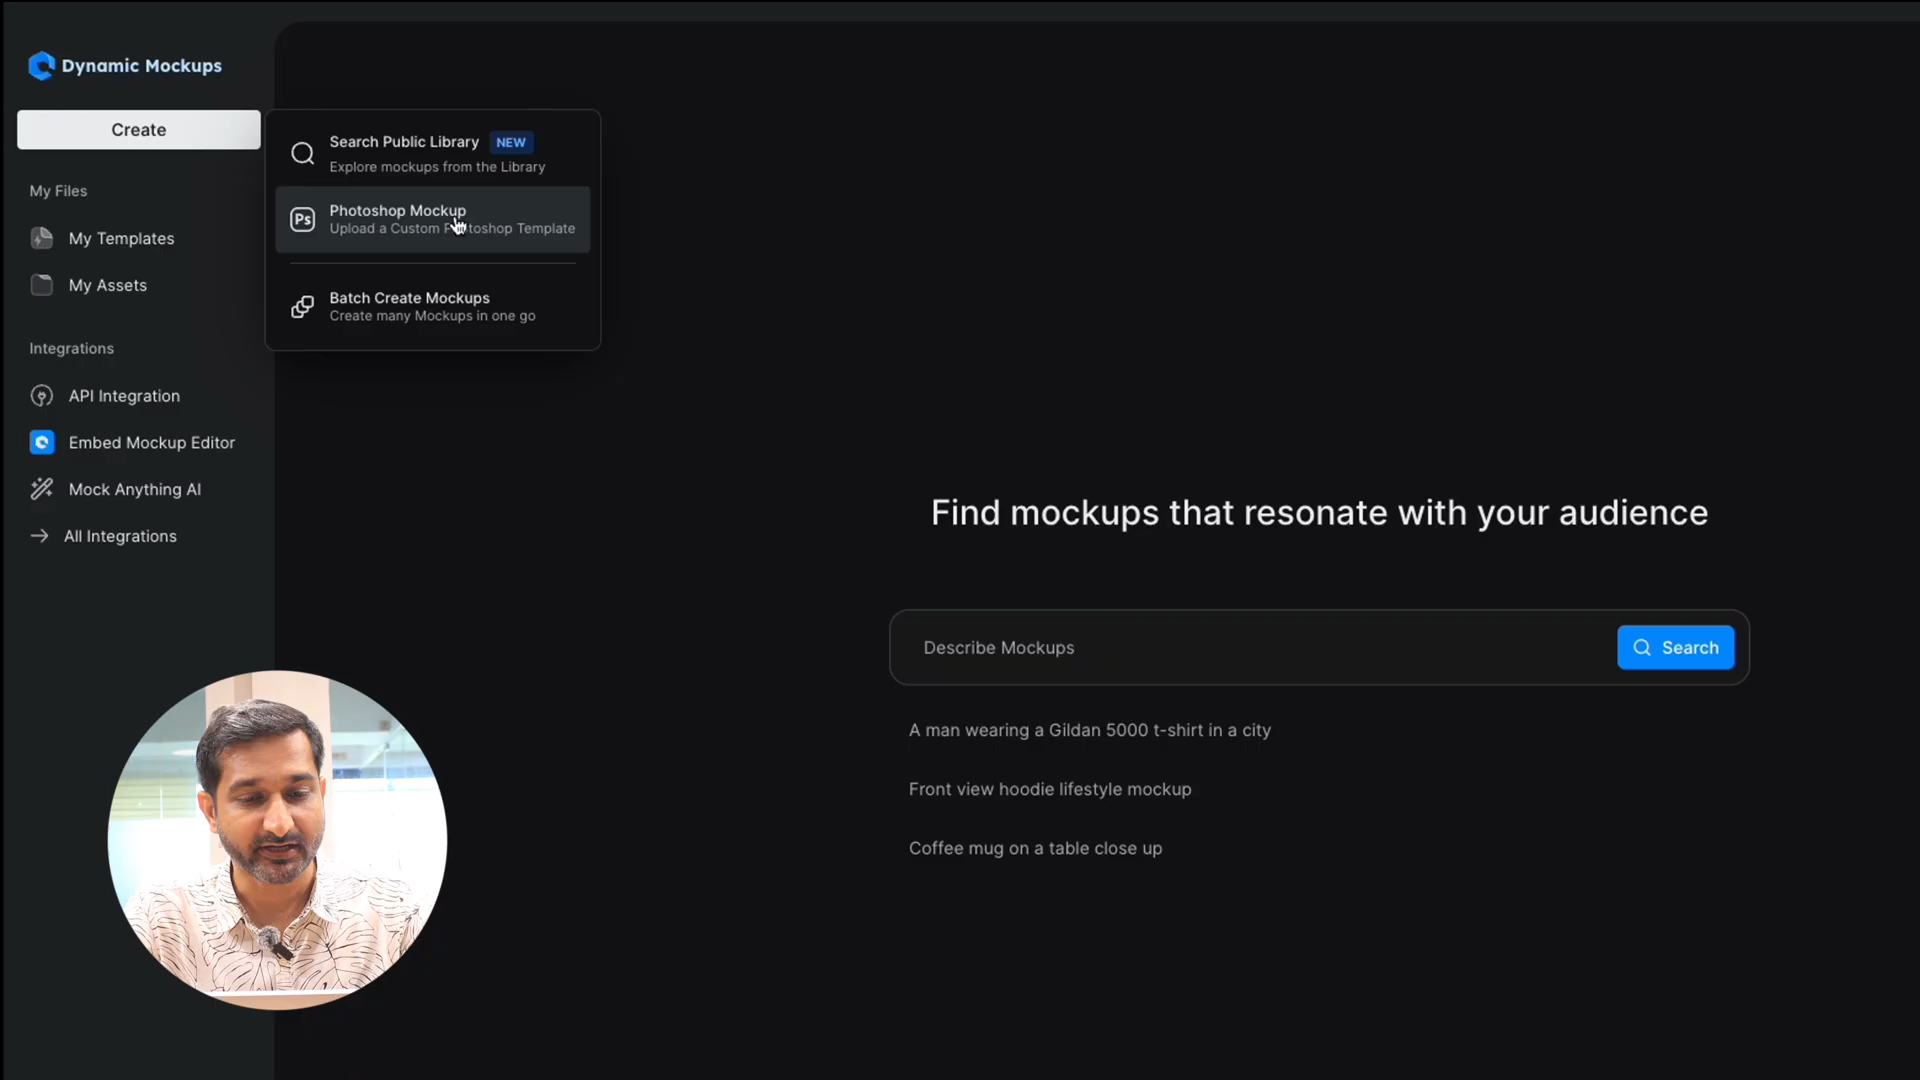 Dynamic Mockups
Create
My Files
My Templates
My Assets
Integrations
API Integration
Embed Mockup Editor
Mock Anything AI
All Integrations
Search Public Library NEW
Explore mockups from the Library
Ps
Photoshop Mockup
Upload a Custom Photoshop Template
Batch Create Mockups
Create many Mockups in one go
Find mockups that resonate with your audience
Describe Mockups
Search
A man wearing a Gildan 5000 t-shirt in a city
Front view hoodie lifestyle mockup
Coffee mug on a table close up